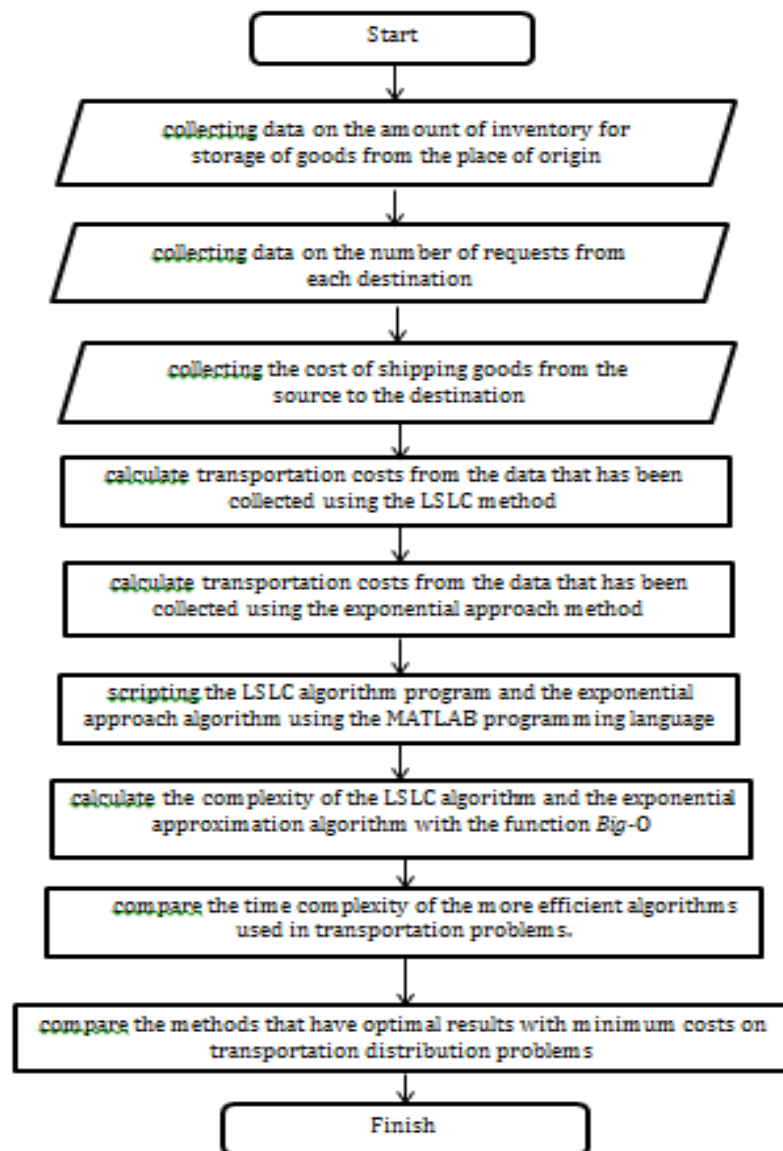 Start
collecting data on the amount of inventory for
storage of goods from the place of origin
collecting data on the number of requests from
each destination
collecting the cost of shipping goods from the
source to the destination
calculate transportation costs from the data that has been
collected using the LSLC method
calculate transportation costs from the data that has been
collected using the exponential approach method
scripting the LSLC algorithm program and the exponential
approach algorithm using the MATLAB programming language
calculate the complexity of the LSLC algorithm and the exponential
approximation algorithm with the function Big-O
compare the time complexity of the more efficient algorithms
used in transportation problems.
compare the methods that have optimal results with minimum costs on
transportation distribution problems
Finish